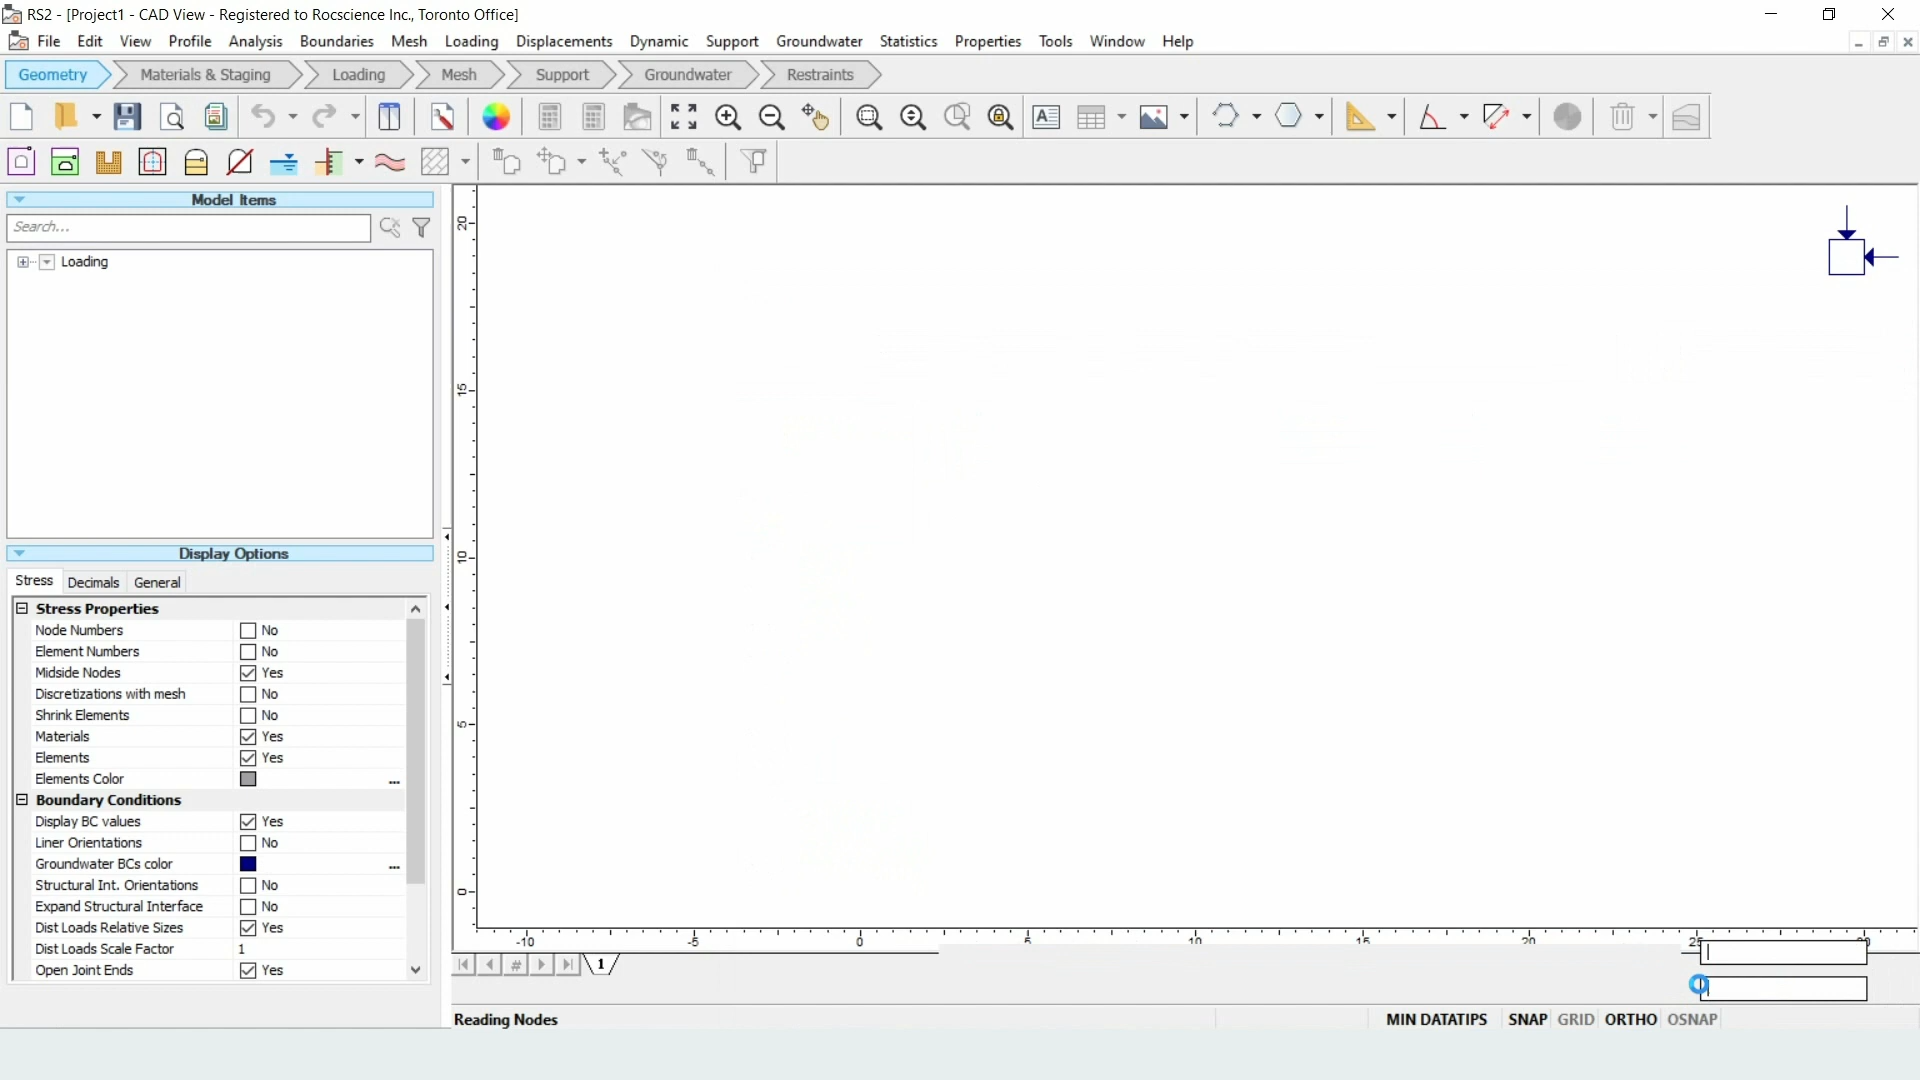 RS2 - [Project1 - CAD View - Registered to Rocscience Inc., Toronto Office]
File Edit View Profile Analysis Boundaries Mesh Loading Displacements Dynamic Support Groundwater Statistics Properties Tools Window Help
Geometry Materials & Staging Loading Mesh Support Groundwater Restraints
Model Items
Search...
Loading
Display Options
Stress Decimals General
Stress Properties
Node Numbers No
Element Numbers No
Midside Nodes Yes
Discretizations with mesh No
Shrink Elements No
Materials Yes
Elements Yes
Elements Color ...
Boundary Conditions
Display BC values Yes
Liner Orientations No
Groundwater BCs color ...
Structural Int. Orientations No
Expand Structural Interface No
Dist Loads Relative Sizes Yes
Dist Loads Scale Factor 1
Open Joint Ends Yes
20
15
10
5
0
-10 -5 0 5 10 15 20 25 30
# 1
Reading Nodes
MIN DATATIPS SNAP GRID ORTHO OSNAP